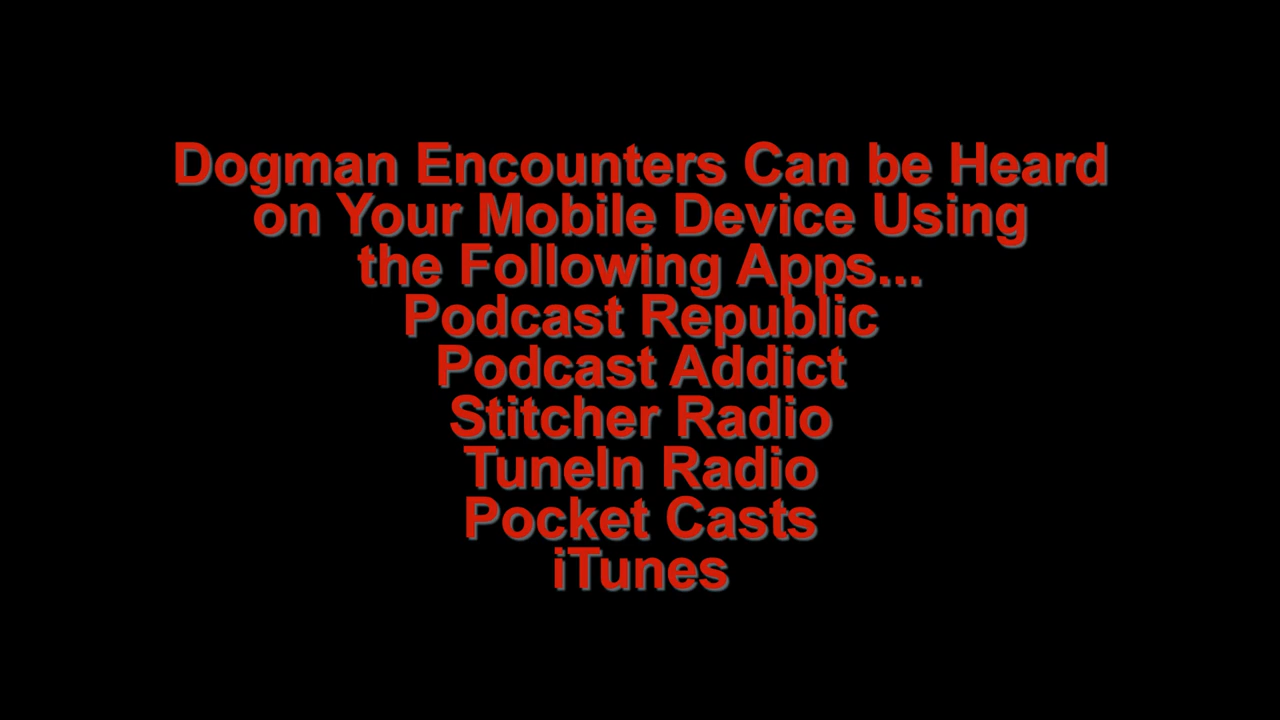 Dogman Encounters Can be Heard
on Your Mobile Device Using
the Following Apps...
Podcast Republic
Podcast Addict
Stitcher Radio
TuneIn Radio
Pocket Casts
iTunes